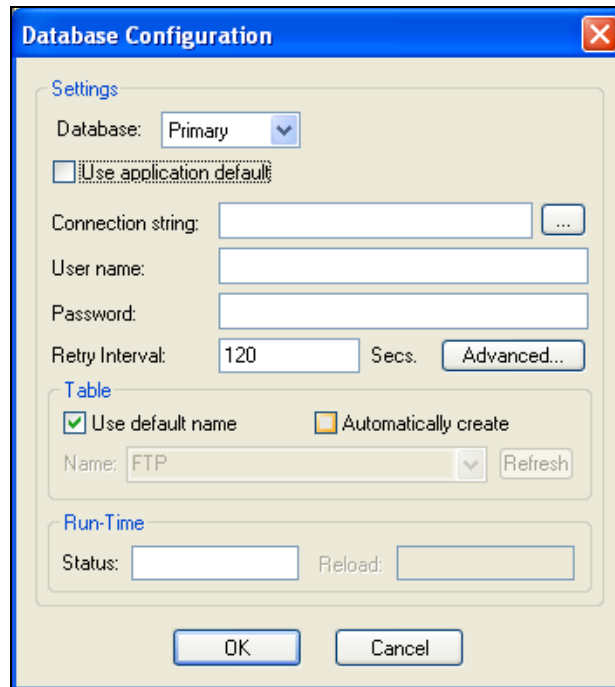 Database Configuration
Settings
Database: Primary
Use application default
Connection string: ...
User name:
Password:
Retry Interval: 120 Secs. Advanced...
Table
Use default name Automatically create
Name: FTP Refresh
Run-Time
Status: Reload:
OK Cancel